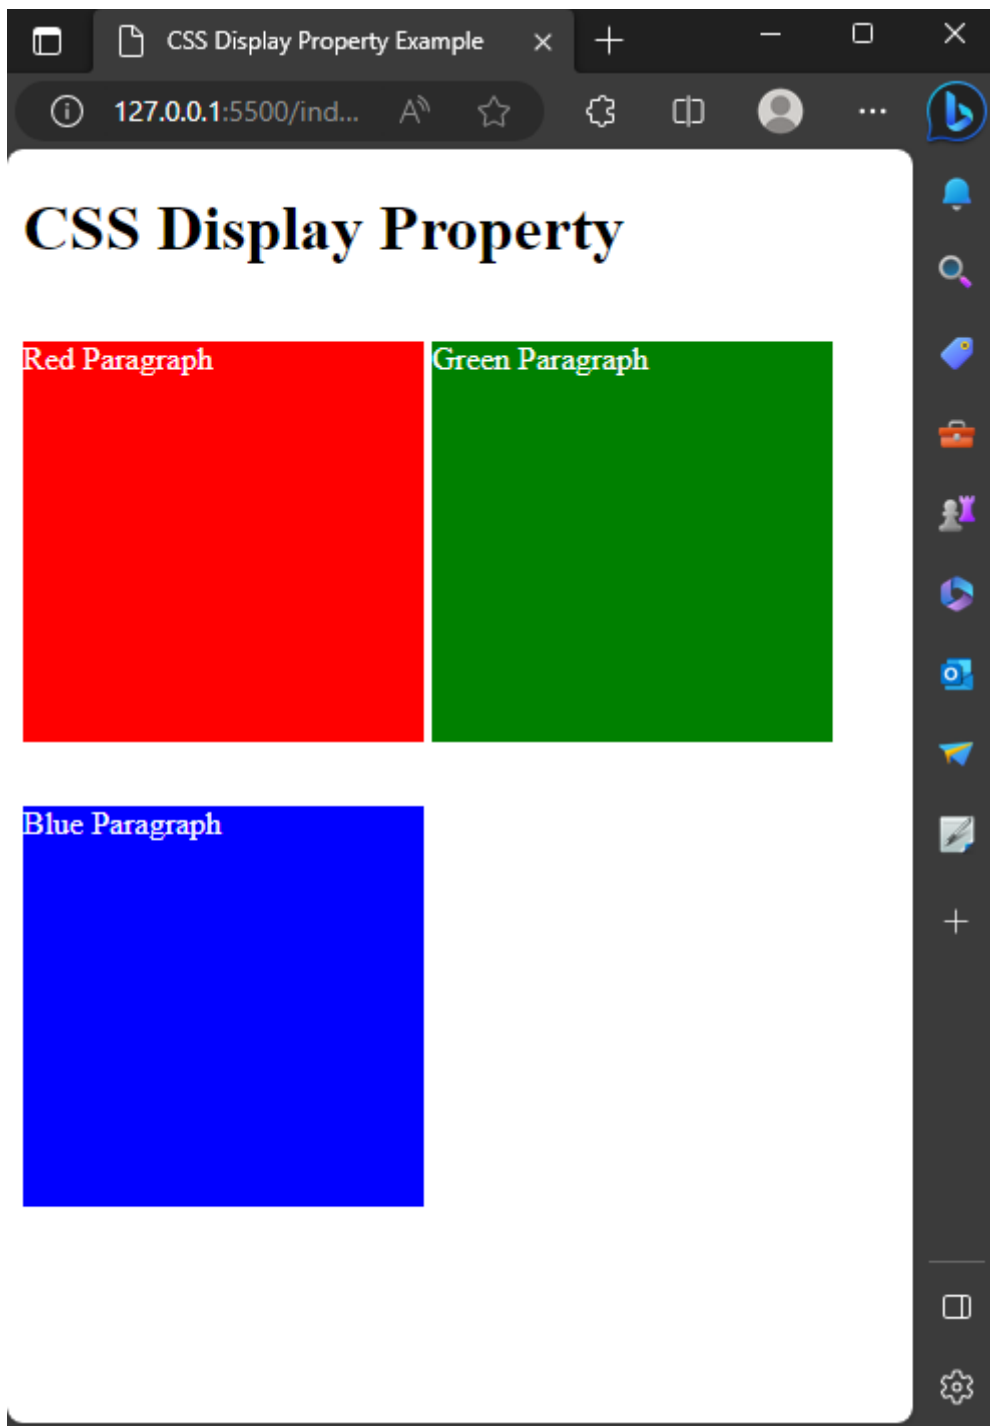 CSS Display Property Example
127.0.0.1:5500/ind...
CSS Display Property
Red Paragraph
Green Paragraph
Blue Paragraph